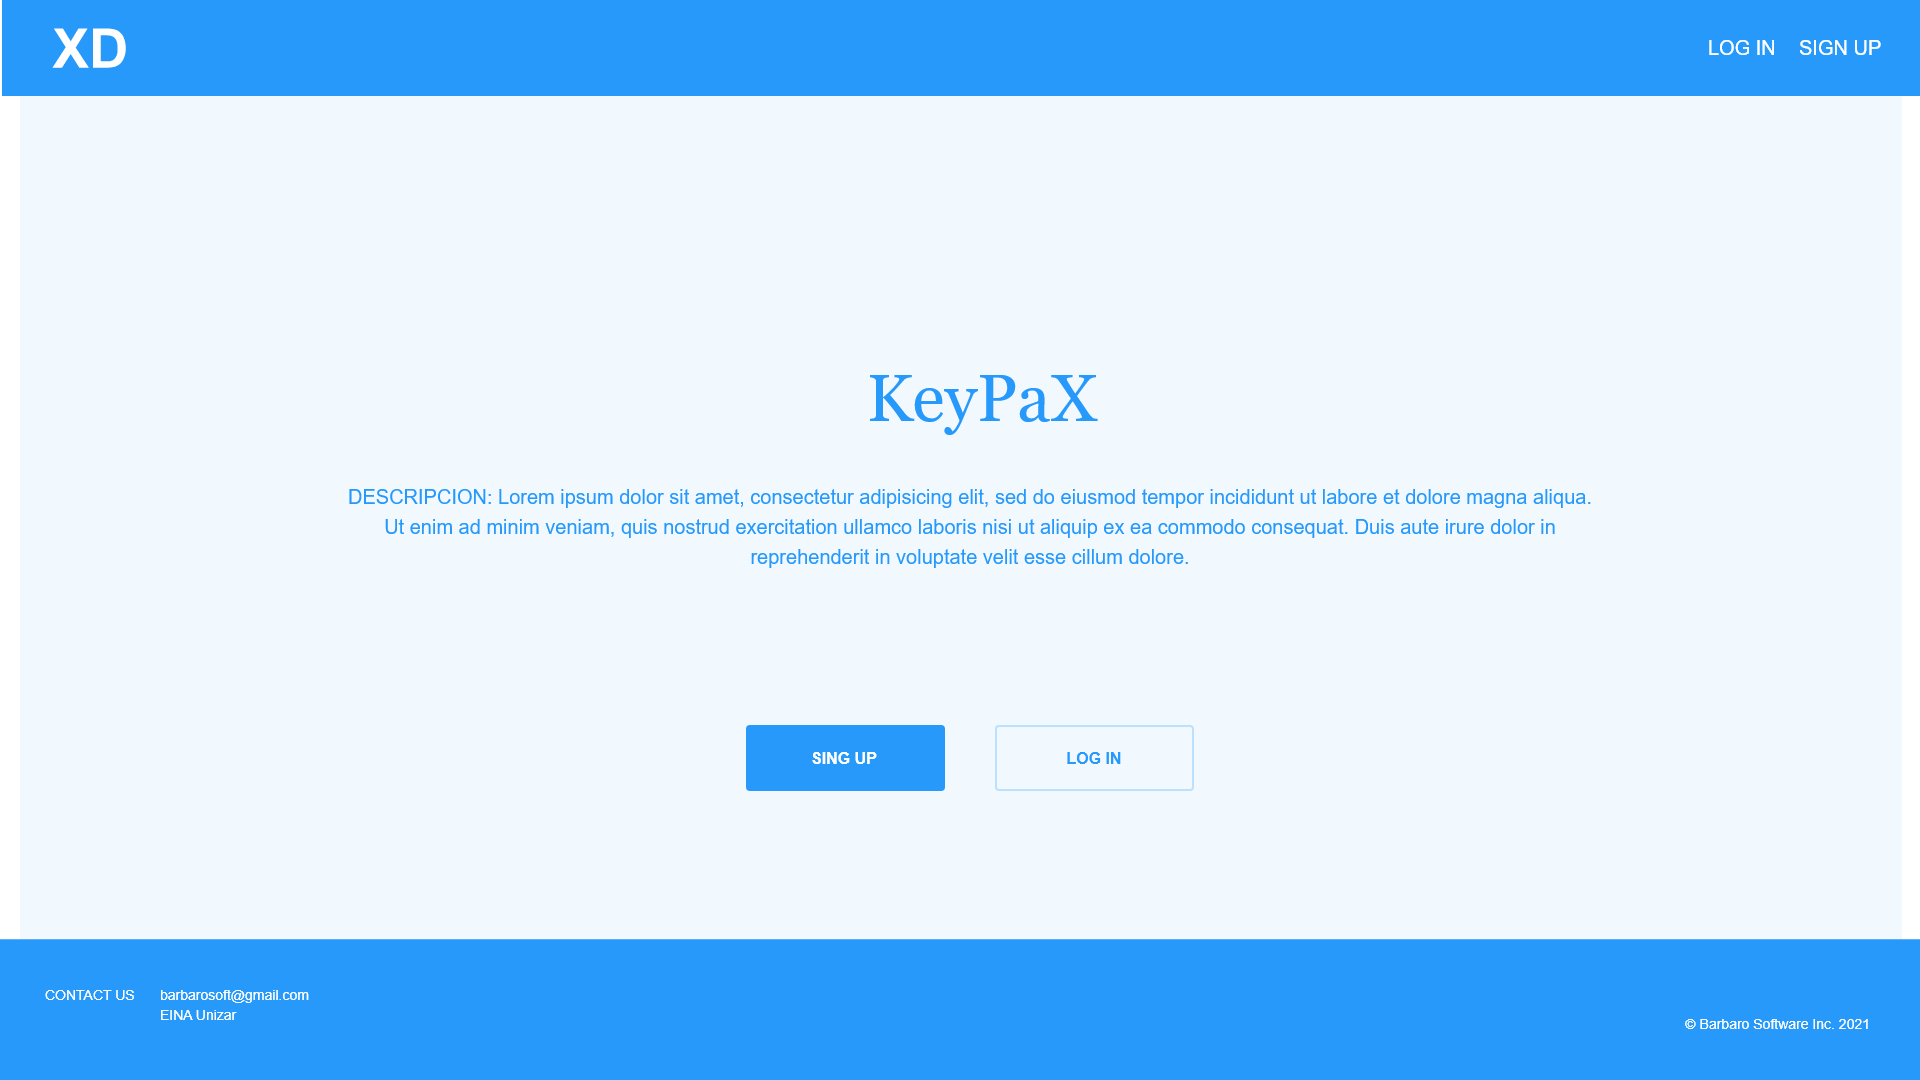 XD
LOG IN SIGN UP
KeyPaX
DESCRIPCION: Lorem ipsum dolor sit amet, consectetur adipisicing elit, sed do eiusmod tempor incididunt ut labore et dolore magna aliqua.
Ut enim ad minim veniam, quis nostrud exercitation ullamco laboris nisi ut aliquip ex ea commodo consequat. Duis aute irure dolor in
reprehenderit in voluptate velit esse cillum dolore.
SING UP
LOG IN
CONTACT US
barbarosoft@gmail.com
EINA Unizar
© Barbaro Software Inc. 2021